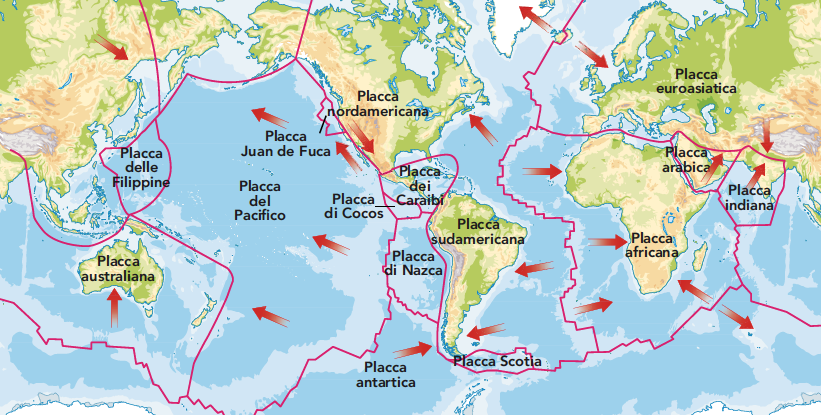 Placca
euroasiatica
Placca
nordamericana
Placca
Juan de Fuca
Placca
delle
Filippine
Placca
arabica
Placca
dei
Caraibi
Placca
del
Pacifico
Placca
di Cocos
Placca
indiana
Placca
sudamericana
Placca
africana
Placca
australiana
Placca
di Nazca
Placca Scotia
Placca
antartica